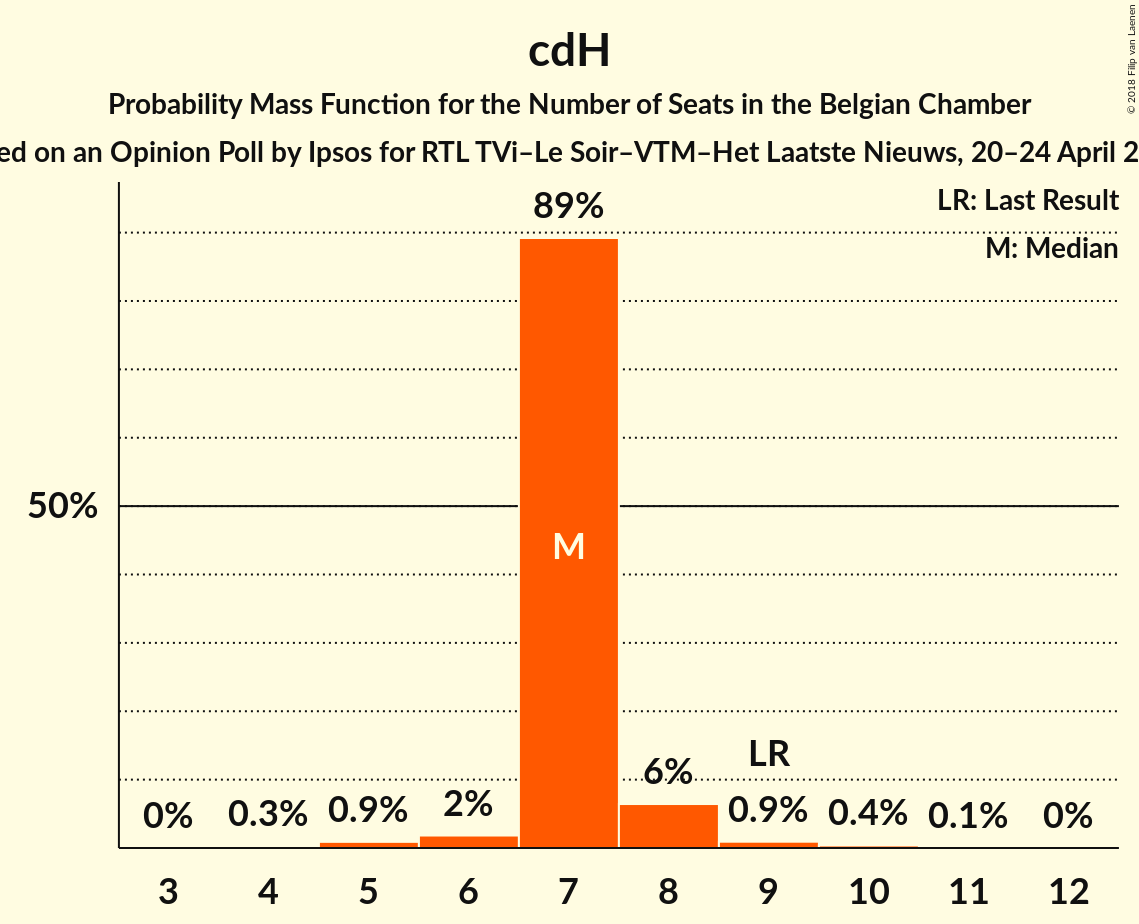 cdH
Probability Mass Function for the Number of Seats in the Belgian Chamber
ed on an Opinion Poll by Ipsos for RTL TVi–Le Soir–VTM–Het Laatste Nieuws, 20–24 April 2
© 2018 Filip van Laenen
LR: Last Result
M: Median
89%
50%
M
LR
0% 0.3% 0.9% 2% 6% 0.9% 0.4% 0.1% 0%
3 4 5 6 7 8 9 10 11 12